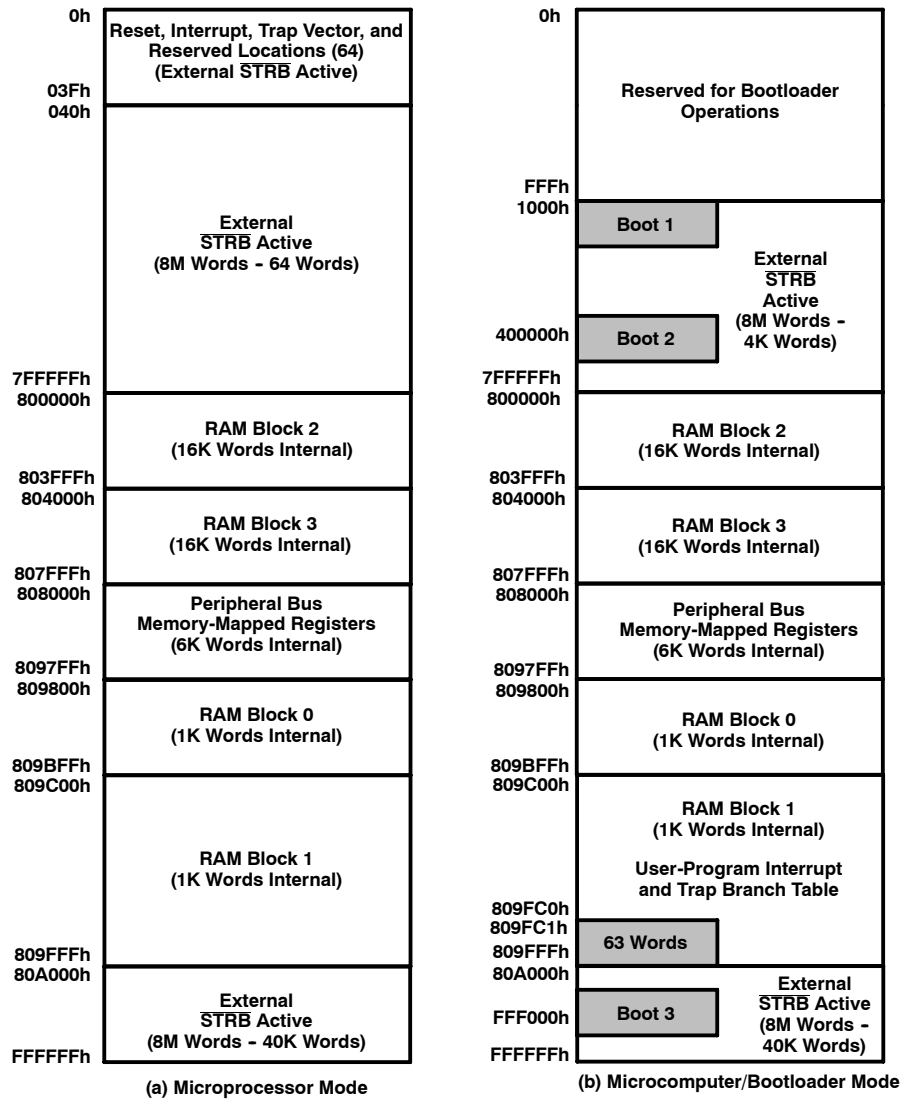 0h
Reset, Interrupt, Trap Vector, and
Reserved Locations (64)
(External STRB Active)
03Fh
040h
External
STRB Active
(8M Words - 64 Words)
7FFFFFh
800000h
RAM Block 2
(16K Words Internal)
803FFFh
804000h
RAM Block 3
(16K Words Internal)
807FFFh
808000h
Peripheral Bus
Memory-Mapped Registers
(6K Words Internal)
8097FFh
809800h
RAM Block 0
(1K Words Internal)
809BFFh
809C00h
RAM Block 1
(1K Words Internal)
809FFFh
80A000h
External
STRB Active
(8M Words - 40K Words)
FFFFFFh
(a) Microprocessor Mode
0h
Reserved for Bootloader
Operations
FFFh
1000h
Boot 1
External
STRB
Active
(8M Words -
4K Words)
400000h
Boot 2
7FFFFFh
800000h
RAM Block 2
(16K Words Internal)
803FFFh
804000h
RAM Block 3
(16K Words Internal)
807FFFh
808000h
Peripheral Bus
Memory-Mapped Registers
(6K Words Internal)
8097FFh
809800h
RAM Block 0
(1K Words Internal)
809BFFh
809C00h
RAM Block 1
(1K Words Internal)
User-Program Interrupt
and Trap Branch Table
809FC0h
809FC1h
63 Words
809FFFh
80A000h
External
STRB Active
(8M Words -
40K Words)
FFF000h
Boot 3
FFFFFFh
(b) Microcomputer/Bootloader Mode